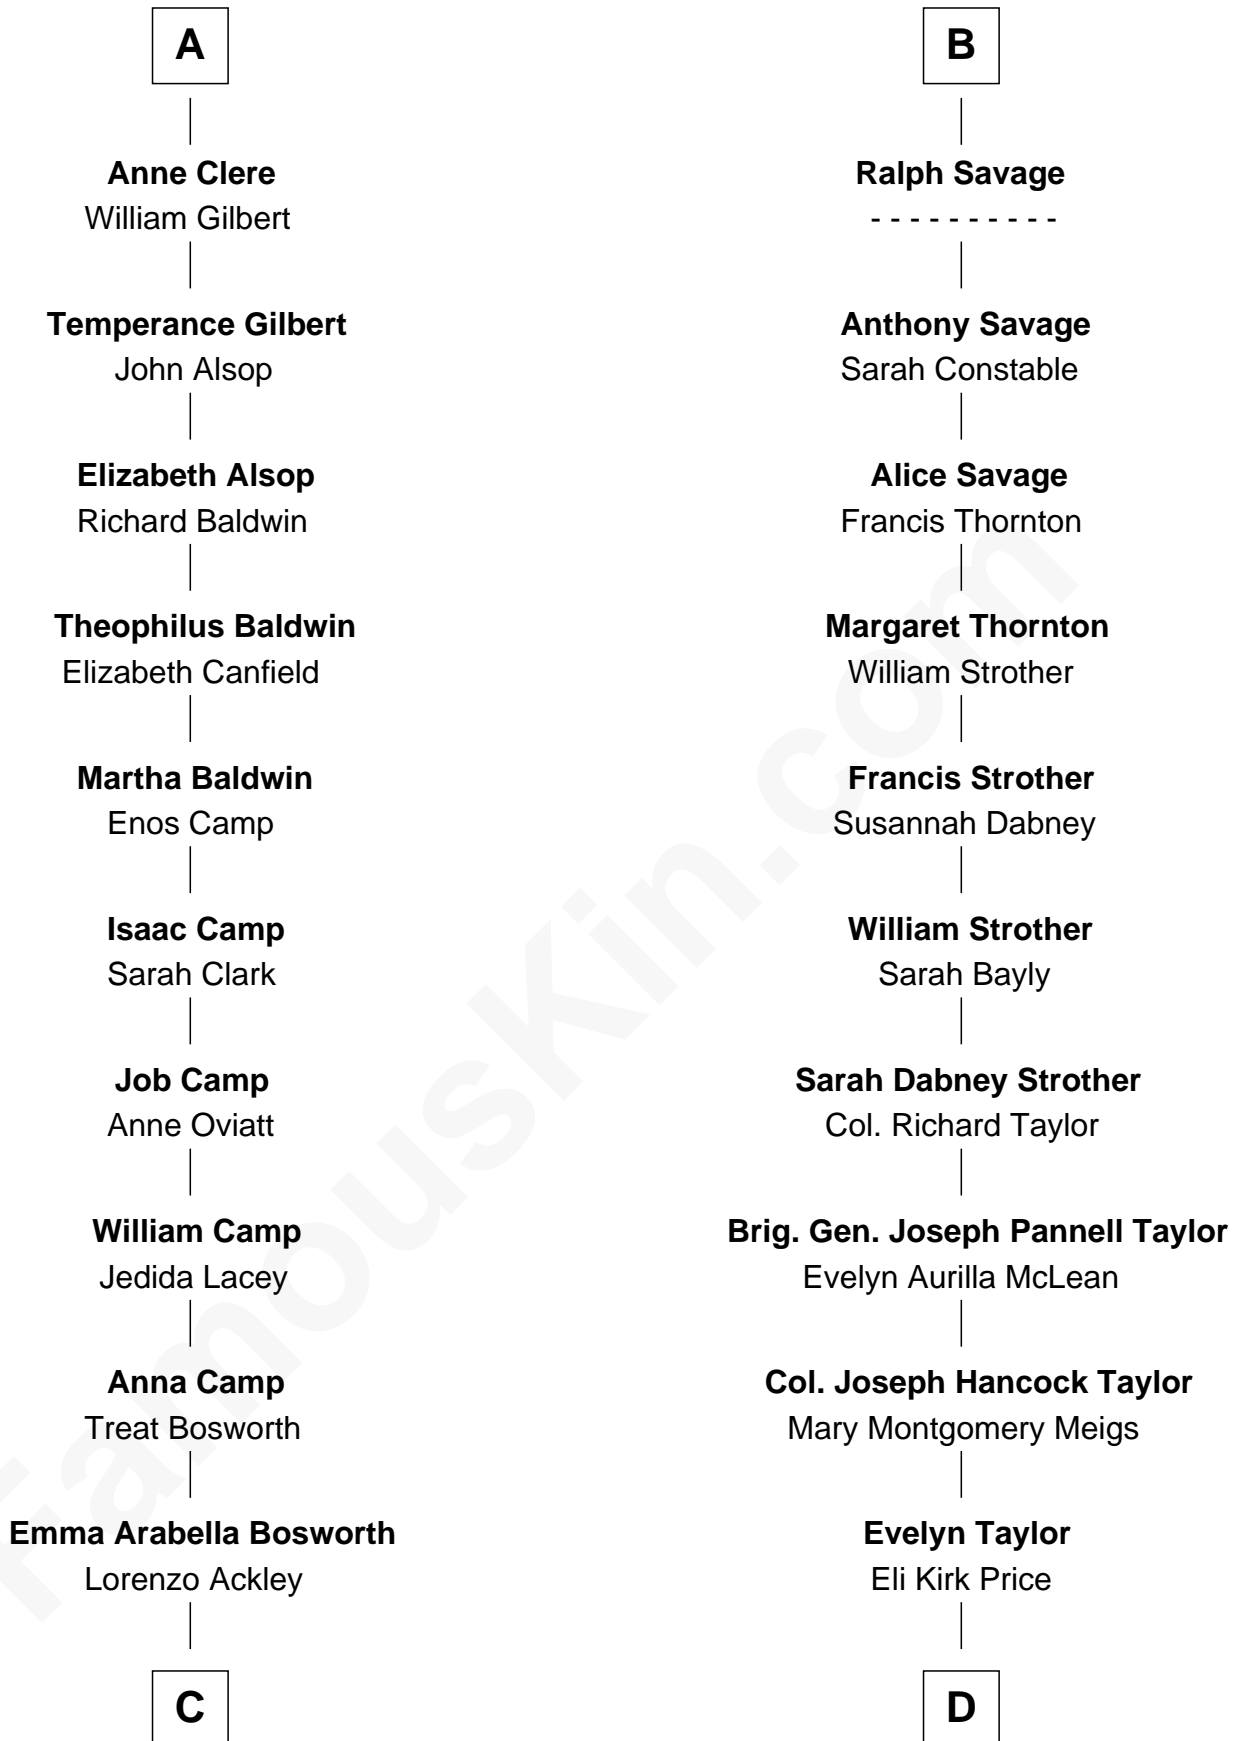 A
Anne Clere
William Gilbert
Temperance Gilbert
John Alsop
Elizabeth Alsop
Richard Baldwin
Theophilus Baldwin
Elizabeth Canfield
Martha Baldwin
Enos Camp
Isaac Camp
Sarah Clark
Job Camp
Anne Oviatt
William Camp
Jedida Lacey
Anna Camp
Treat Bosworth
Emma Arabella Bosworth
Lorenzo Ackley
C
B
Ralph Savage
- - - - - - - - - -
Anthony Savage
Sarah Constable
Alice Savage
Francis Thornton
Margaret Thornton
William Strother
Francis Strother
Susannah Dabney
William Strother
Sarah Bayly
Sarah Dabney Strother
Col. Richard Taylor
Brig. Gen. Joseph Pannell Taylor
Evelyn Aurilla McLean
Col. Joseph Hancock Taylor
Mary Montgomery Meigs
Evelyn Taylor
Eli Kirk Price
D
FamousKin.com